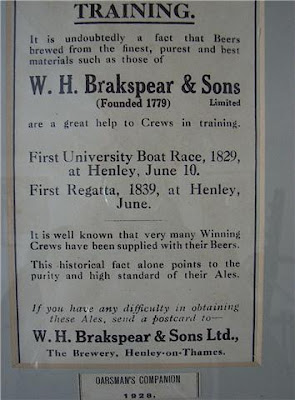 TRAINING.
It is undoubtedly a fact that Beers
brewed from the finest, purest and best
materials such as those of
W. H. Brakspear & Sons
(Founded 1779) Limited
are a great help to Crews in training.
First University Boat Race, 1829,
at Henley, June 10.
First Regatta, 1839, at Henley,
June.
It is well known that very many Winning
Crews have been supplied with their Beers.
This historical fact alone points to the
purity and high standard of their Ales.
If you have any difficulty in obtaining
these Ales, send a postcard to—
W. H. Brakspear & Sons Ltd.,
The Brewery, Henley-on-Thames.
OARSMAN'S COMPANION
1928.